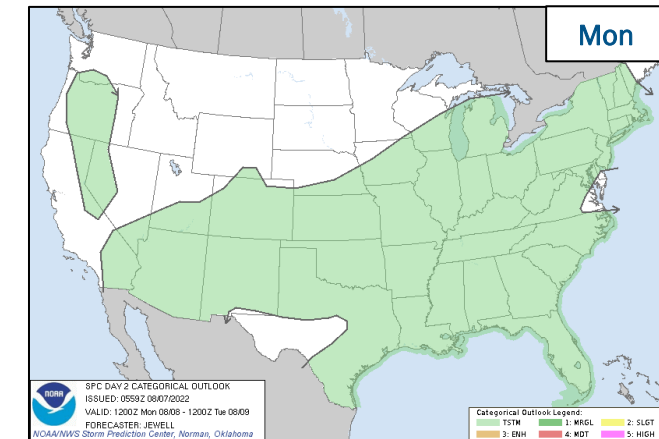 Mon
NOAA
SPC DAY 2 CATEGORICAL OUTLOOK
ISSUED: 0559Z 08/07/2022
VALID: 1200Z Mon 08/08 - 1200Z Tue 08/09
FORECASTER: JEWELL
NOAA/NWS Storm Prediction Center, Norman, Oklahoma
Categorical Outlook Legend:
TSTM 1: MRGL 2: SLGT
3: ENH 4: MDT 5: HIGH